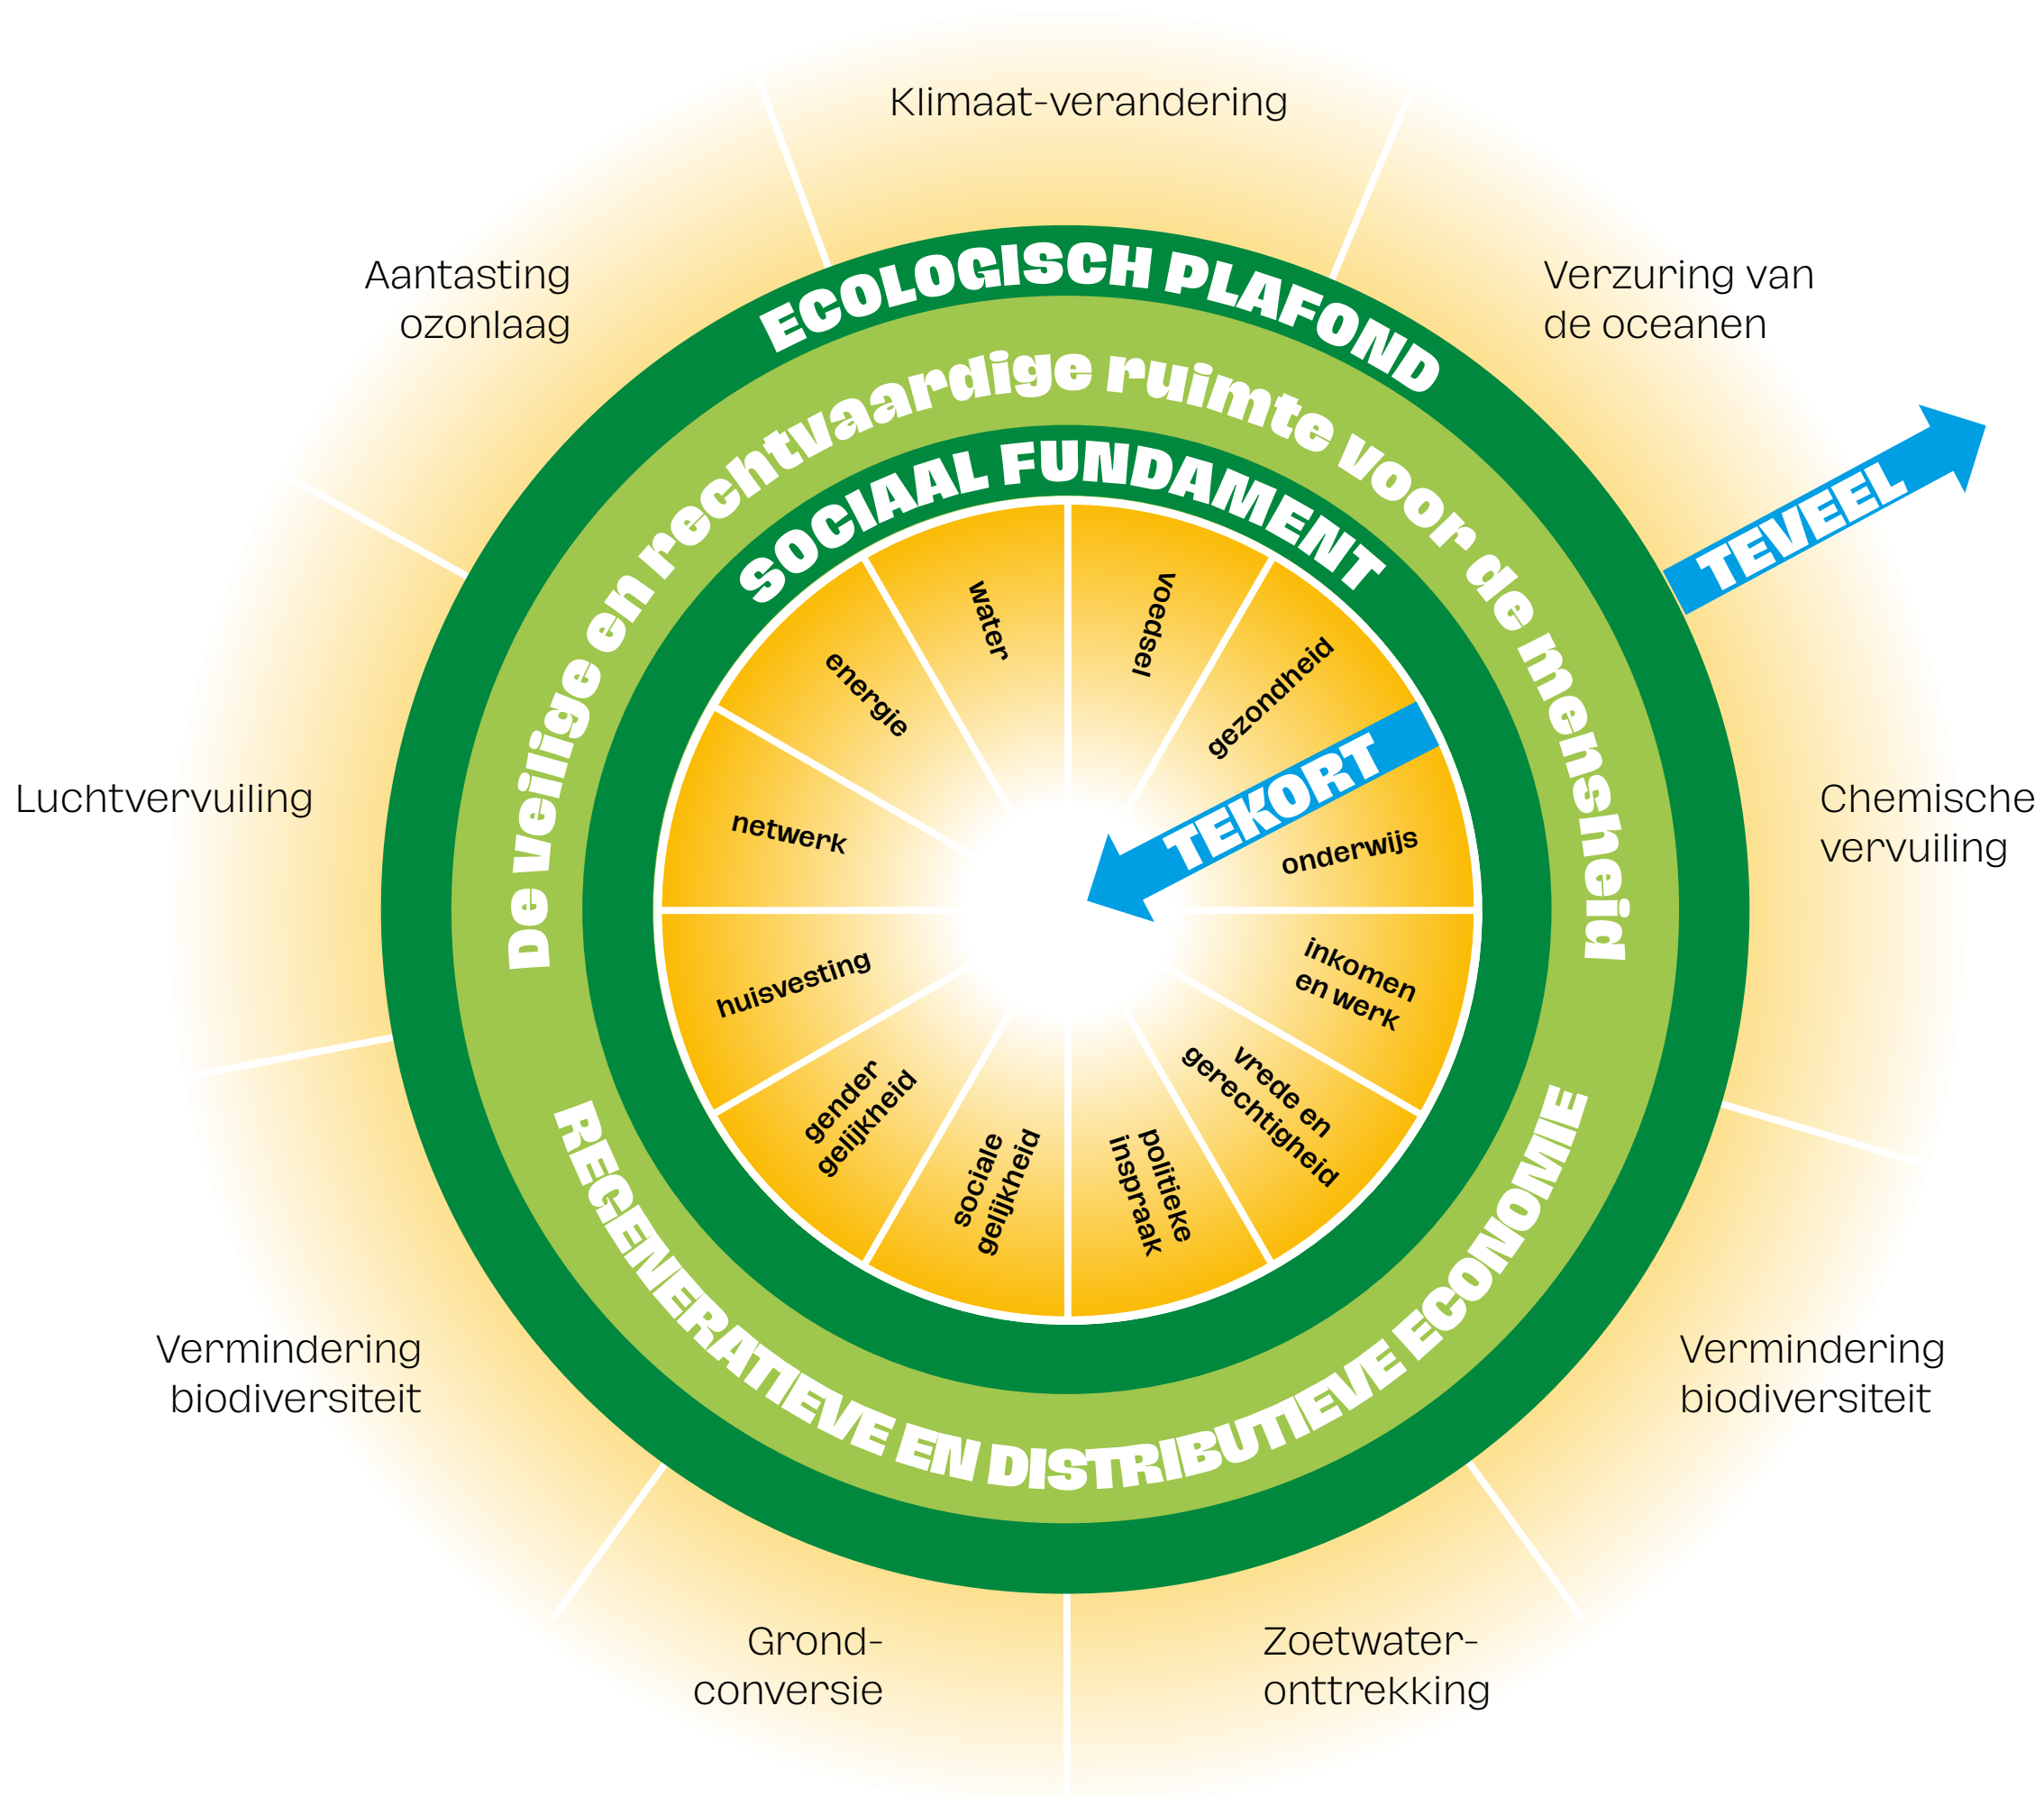 Klimaat-verandering
Aantasting
ozonlaag
Verzuring van
de oceanen
ECOLOGISCH PLAFOND
De veilige en rechtvaardige ruimte voor de mensheid
SOCIAAL FUNDAMENT
TEVEEL
water
voedsel
energie
gezondheid
TEKORT
netwerk
onderwijs
Luchtvervuiling
Chemische
vervuiling
huisvesting
inkomen
en werk
gender
gelijkheid
vrede en
gerechtigheid
sociale
gelijkheid
politieke
inspraak
REGENERATIEVE EN DISTRIBUTIEVE ECONOMIE
Vermindering
biodiversiteit
Vermindering
biodiversiteit
Grond-
conversie
Zoetwater-
onttrekking